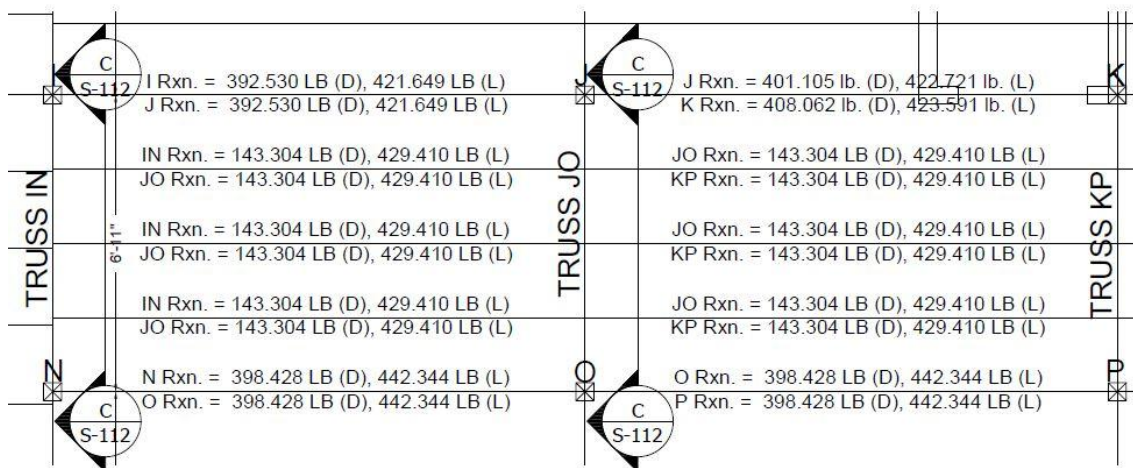 C
S-112
C
S-112
I
J
K
I Rxn. = 392.530 LB (D), 421.649 LB (L)
J Rxn. = 392.530 LB (D), 421.649 LB (L)
J Rxn. = 401.105 lb. (D), 422.721 lb. (L)
K Rxn. = 408.062 lb. (D), 423.591 lb. (L)
IN Rxn. = 143.304 LB (D), 429.410 LB (L)
JO Rxn. = 143.304 LB (D), 429.410 LB (L)
JO Rxn. = 143.304 LB (D), 429.410 LB (L)
KP Rxn. = 143.304 LB (D), 429.410 LB (L)
TRUSS IN
6'-11"
TRUSS JO
TRUSS KP
IN Rxn. = 143.304 LB (D), 429.410 LB (L)
JO Rxn. = 143.304 LB (D), 429.410 LB (L)
JO Rxn. = 143.304 LB (D), 429.410 LB (L)
KP Rxn. = 143.304 LB (D), 429.410 LB (L)
IN Rxn. = 143.304 LB (D), 429.410 LB (L)
JO Rxn. = 143.304 LB (D), 429.410 LB (L)
JO Rxn. = 143.304 LB (D), 429.410 LB (L)
KP Rxn. = 143.304 LB (D), 429.410 LB (L)
N
O
P
N Rxn. = 398.428 LB (D), 442.344 LB (L)
O Rxn. = 398.428 LB (D), 442.344 LB (L)
O Rxn. = 398.428 LB (D), 442.344 LB (L)
P Rxn. = 398.428 LB (D), 442.344 LB (L)
C
S-112
C
S-112